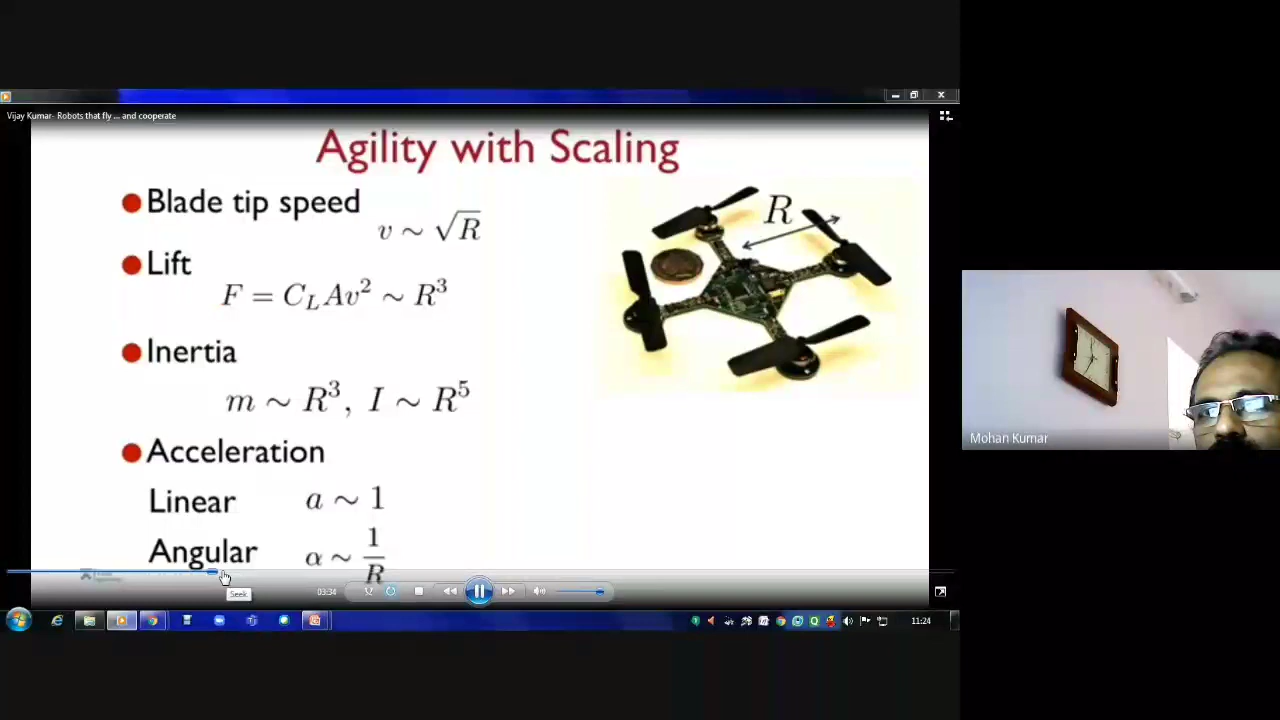 Vijay Kumar- Robots that fly ... and cooperate
Agility with Scaling
Blade tip speed
v ~ √R
R
Lift
F = C_L Av² ~ R³
Inertia
m ~ R³, I ~ R⁵
Acceleration
Linear a ~ 1
Angular α ~ 1/R
Seek
03:34
11:24
Mohan Kumar